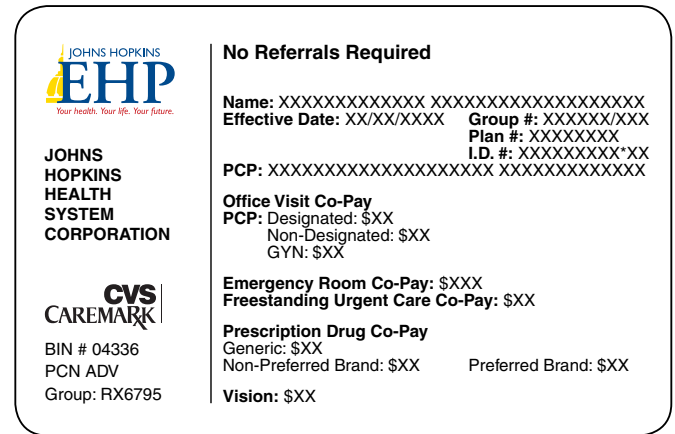 JOHNS HOPKINS
EHP
Your health. Your life. Your future.
JOHNS
HOPKINS
HEALTH
SYSTEM
CORPORATION
CVS
CAREMARK
BIN # 04336
PCN ADV
Group: RX6795
No Referrals Required
Name: XXXXXXXXXXXXX XXXXXXXXXXXXXXXXXXX
Effective Date: XX/XX/XXXX Group #: XXXXXX/XXX
Plan #: XXXXXXXX
I.D. #: XXXXXXXXX*XX
PCP: XXXXXXXXXXXXXXXXXXXX XXXXXXXXXXXXX
Office Visit Co-Pay
PCP: Designated: $XX
Non-Designated: $XX
GYN: $XX
Emergency Room Co-Pay: $XXX
Freestanding Urgent Care Co-Pay: $XX
Prescription Drug Co-Pay
Generic: $XX
Non-Preferred Brand: $XX Preferred Brand: $XX
Vision: $XX